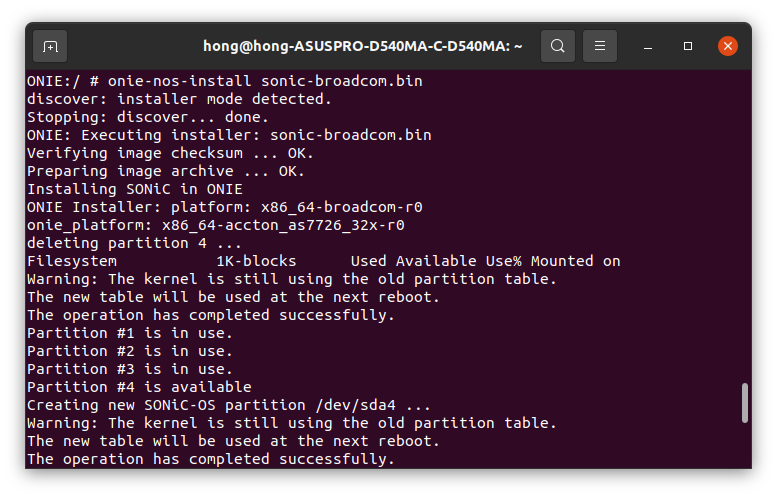 hong@hong-ASUSPRO-D540MA-C-D540MA: ~
ONIE:/ # onie-nos-install sonic-broadcom.bin
discover: installer mode detected.
Stopping: discover... done.
ONIE: Executing installer: sonic-broadcom.bin
Verifying image checksum ... OK.
Preparing image archive ... OK.
Installing SONiC in ONIE
ONIE Installer: platform: x86_64-broadcom-r0
onie_platform: x86_64-accton_as7726_32x-r0
deleting partition 4 ...
Filesystem           1K-blocks      Used Available Use% Mounted on
Warning: The kernel is still using the old partition table.
The new table will be used at the next reboot.
The operation has completed successfully.
Partition #1 is in use.
Partition #2 is in use.
Partition #3 is in use.
Partition #4 is available
Creating new SONiC-OS partition /dev/sda4 ...
Warning: The kernel is still using the old partition table.
The new table will be used at the next reboot.
The operation has completed successfully.